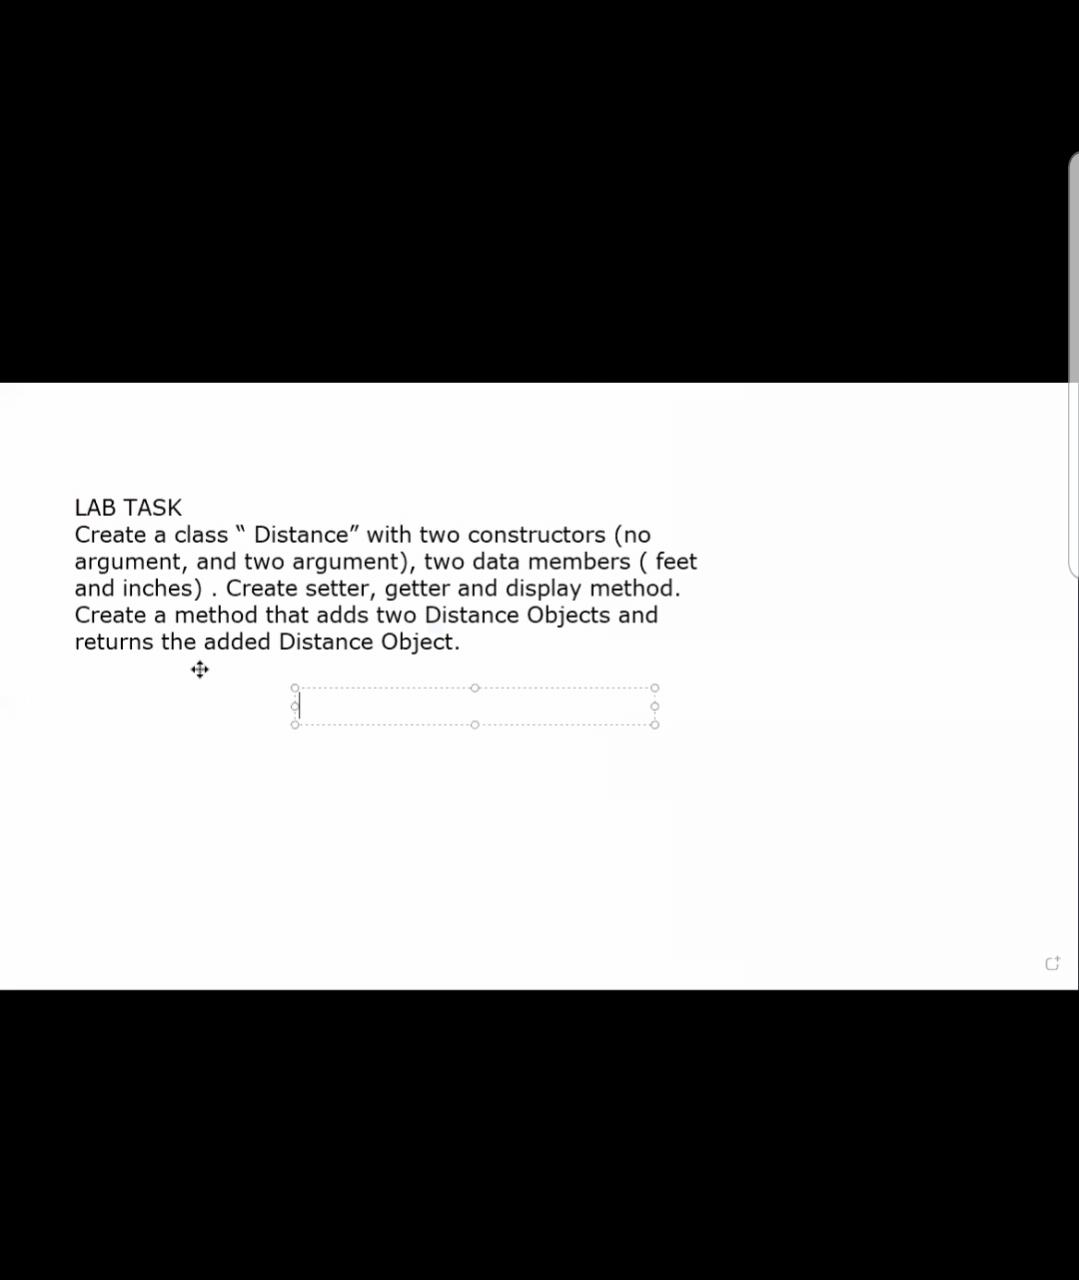 LAB TASK
Create a class “ Distance” with two constructors (no
argument, and two argument), two data members ( feet
and inches) . Create setter, getter and display method.
Create a method that adds two Distance Objects and
returns the added Distance Object.